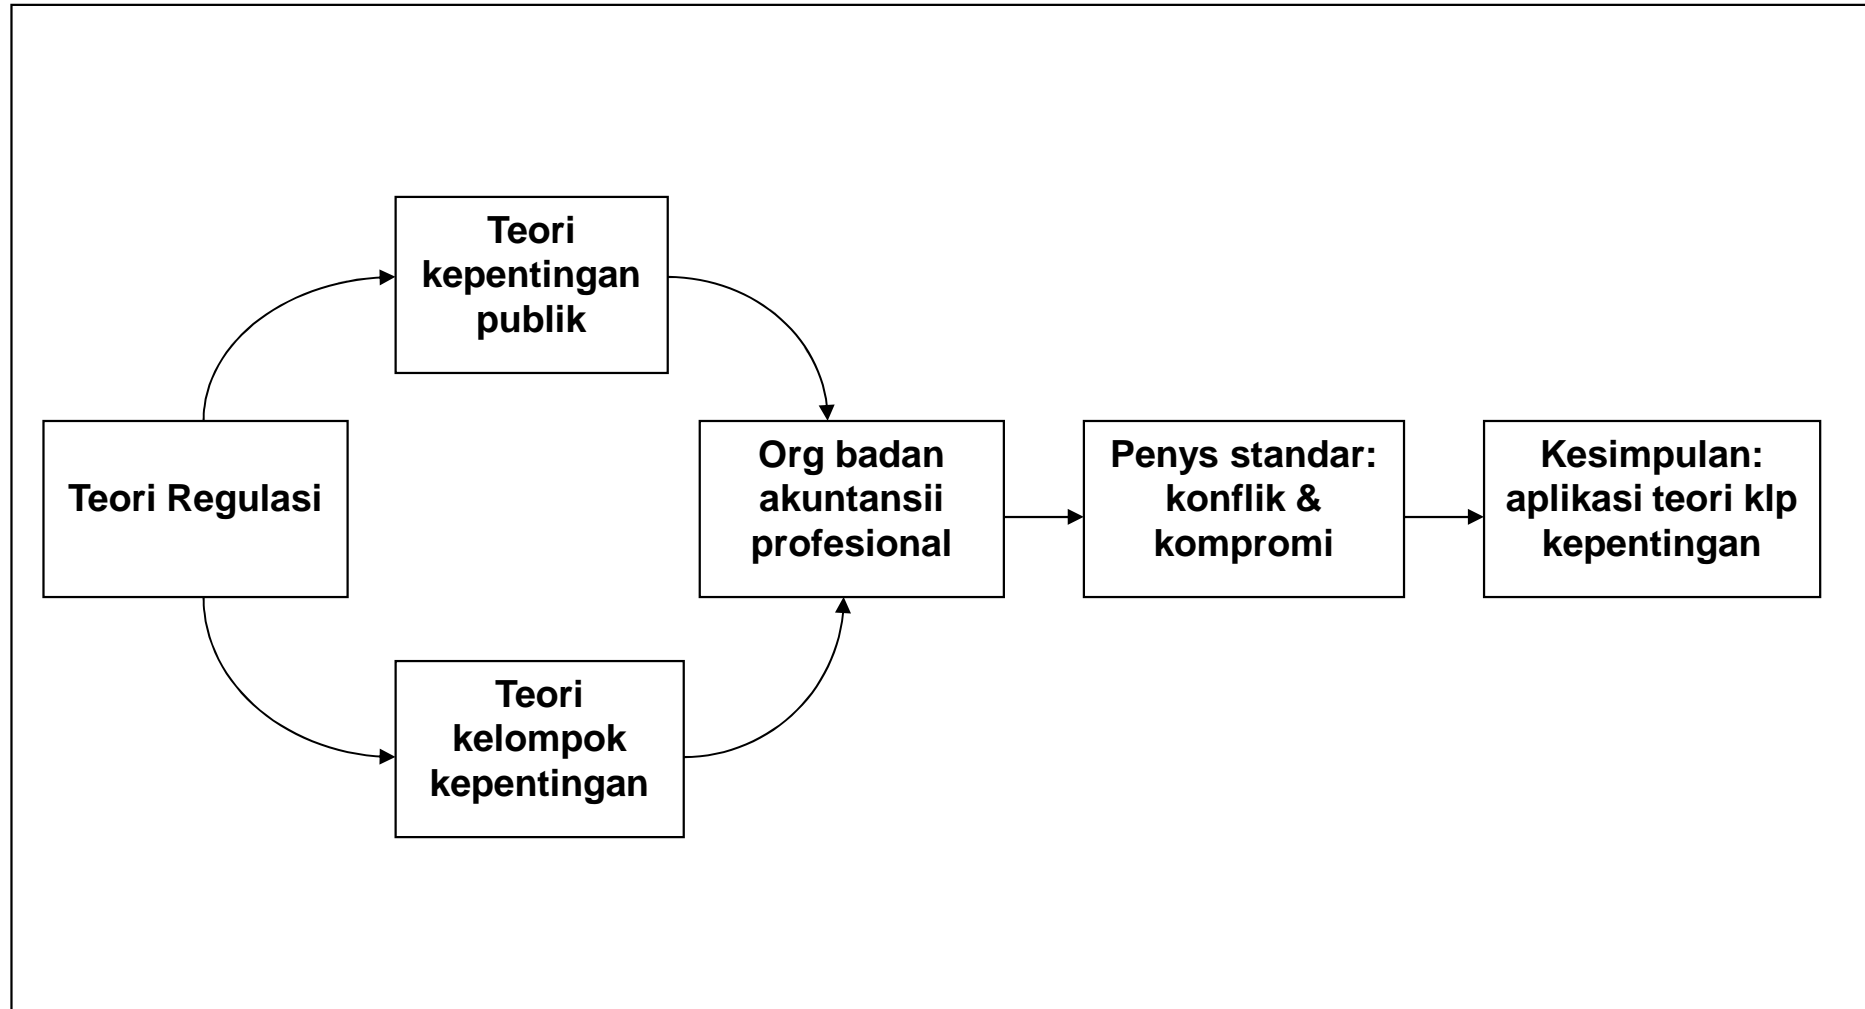 Teori
kepentingan
publik
Teori Regulasi
Org badan
akuntansii
profesional
Penys standar:
konflik &
kompromi
Kesimpulan:
aplikasi teori klp
kepentingan
Teori
kelompok
kepentingan